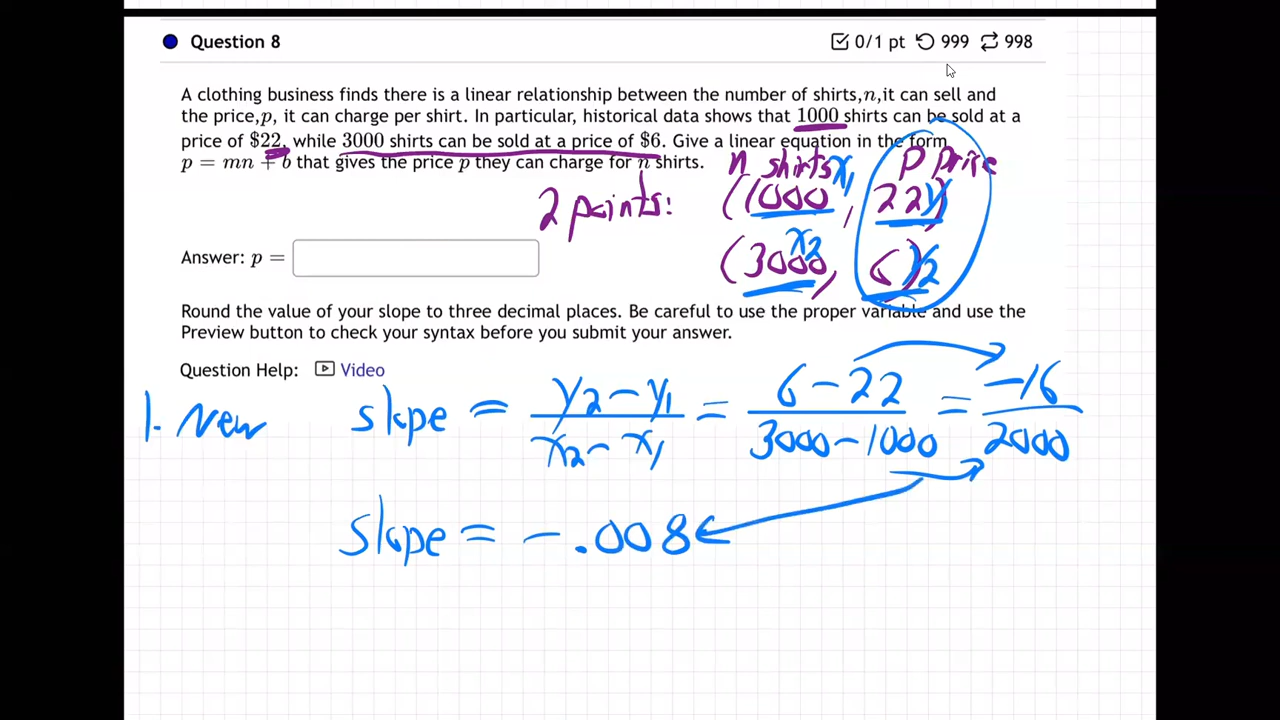 Question 8
0/1 pt 999 998
A clothing business finds there is a linear relationship between the number of shirts,n,it can sell and
the price,p, it can charge per shirt. In particular, historical data shows that 1000 shirts can be sold at a
price of $22, while 3000 shirts can be sold at a price of $6. Give a linear equation in the form
p = mn + b that gives the price p they can charge for n shirts.
n shirts p price
2 points: (1000, 22)
x1 y1
(3000, 6)
x2 y2
Answer: p =
Round the value of your slope to three decimal places. Be careful to use the proper variable and use the
Preview button to check your syntax before you submit your answer.
Question Help: Video
1. New slope = y2 - y1 / x2 - x1 = 6 - 22 / 3000 - 1000 = -16 / 2000
slope = - .008